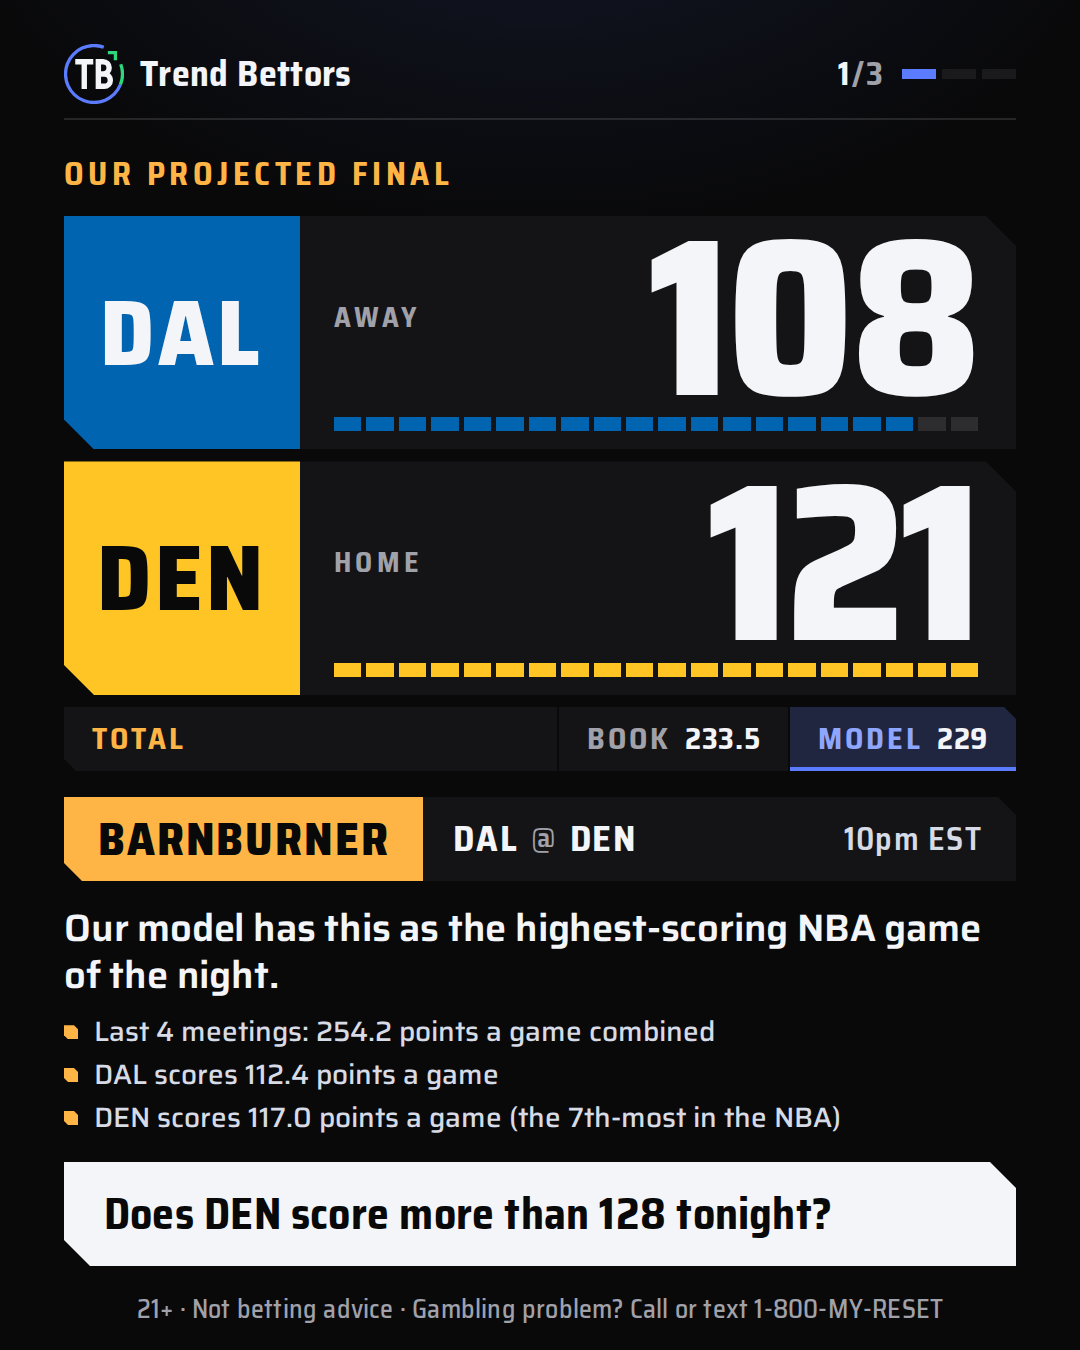 TB Trend Bettors 1/3
OUR PROJECTED FINAL
DAL AWAY 108
DEN HOME 121
TOTAL BOOK 233.5 MODEL 229
BARNBURNER DAL @ DEN 10pm EST
Our model has this as the highest-scoring NBA game
of the night.
Last 4 meetings: 254.2 points a game combined
DAL scores 112.4 points a game
DEN scores 117.0 points a game (the 7th-most in the NBA)
Does DEN score more than 128 tonight?
21+ · Not betting advice · Gambling problem? Call or text 1-800-MY-RESET